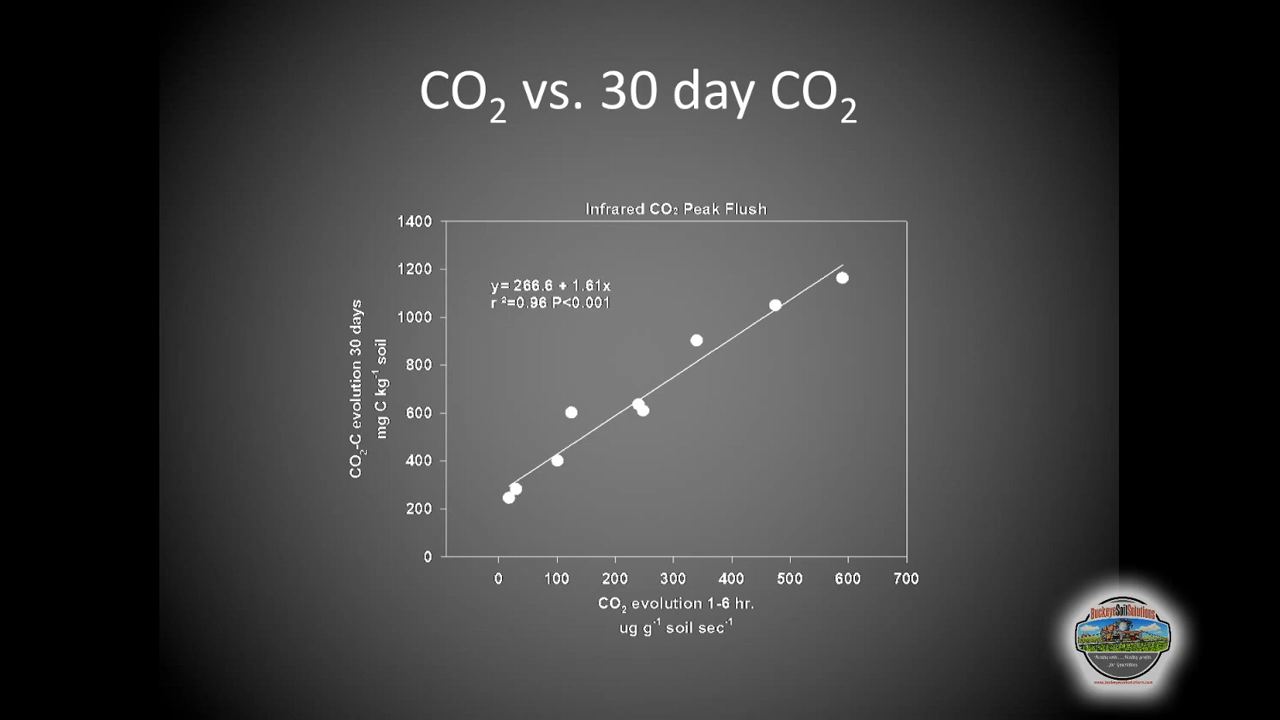 CO₂ vs. 30 day CO₂
Infrared CO₂ Peak Flush
1400
1200
1000
800
600
400
200
0
y= 266.6 + 1.61x
r ²=0.96 P<0.001
CO₂-C evolution 30 days
mg C kg⁻¹ soil
0 100 200 300 400 500 600 700
CO₂ evolution 1-6 hr.
ug g⁻¹ soil sec⁻¹
BuckeyeSoilSolutions